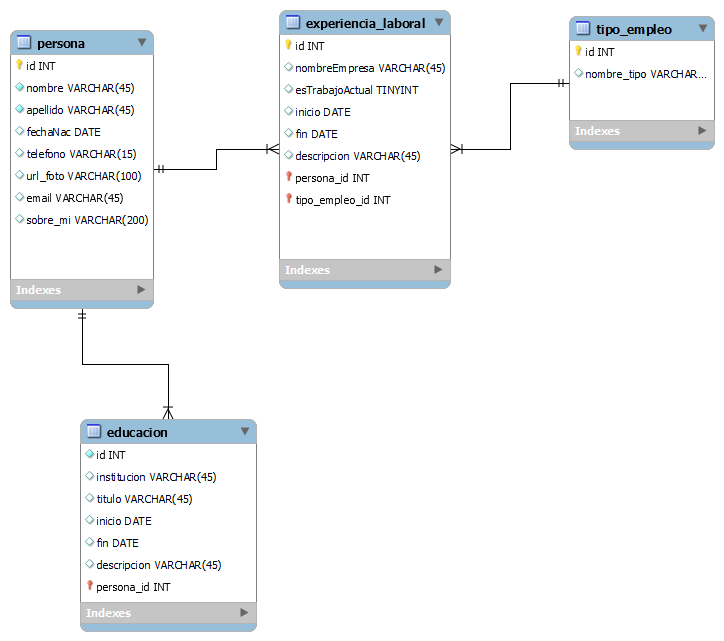 persona
id INT
nombre VARCHAR(45)
apellido VARCHAR(45)
fechaNac DATE
telefono VARCHAR(15)
url_foto VARCHAR(100)
email VARCHAR(45)
sobre_mi VARCHAR(200)
Indexes
experiencia_laboral
id INT
nombreEmpresa VARCHAR(45)
esTrabajoActual TINYINT
inicio DATE
fin DATE
descripcion VARCHAR(45)
persona_id INT
tipo_empleo_id INT
Indexes
tipo_empleo
id INT
nombre_tipo VARCHAR...
Indexes
educacion
id INT
institucion VARCHAR(45)
titulo VARCHAR(45)
inicio DATE
fin DATE
descripcion VARCHAR(45)
persona_id INT
Indexes